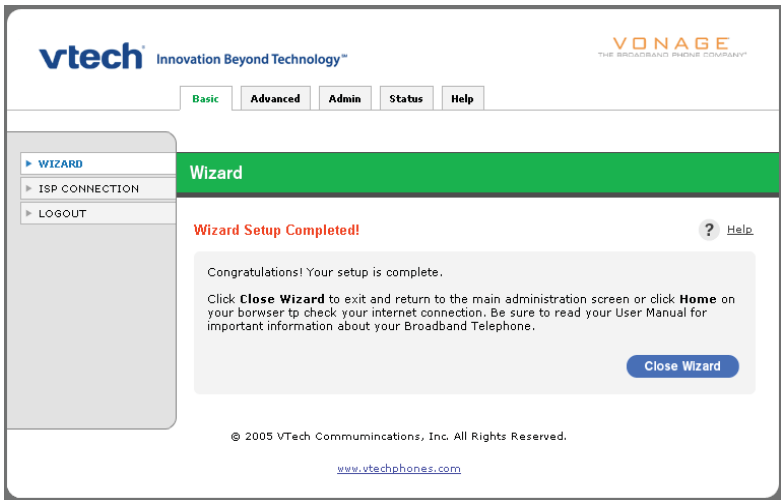 vtech Innovation Beyond Technology℠
VONAGE
THE BROADBAND PHONE COMPANY®
Basic Advanced Admin Status Help
WIZARD
ISP CONNECTION
LOGOUT
Wizard
Wizard Setup Completed!
? Help
Congratulations! Your setup is complete.
Click Close Wizard to exit and return to the main administration screen or click Home on
your borwser tp check your internet connection. Be sure to read your User Manual for
important information about your Broadband Telephone.
Close Wizard
© 2005 VTech Commumincations, Inc. All Rights Reserved.
www.vtechphones.com